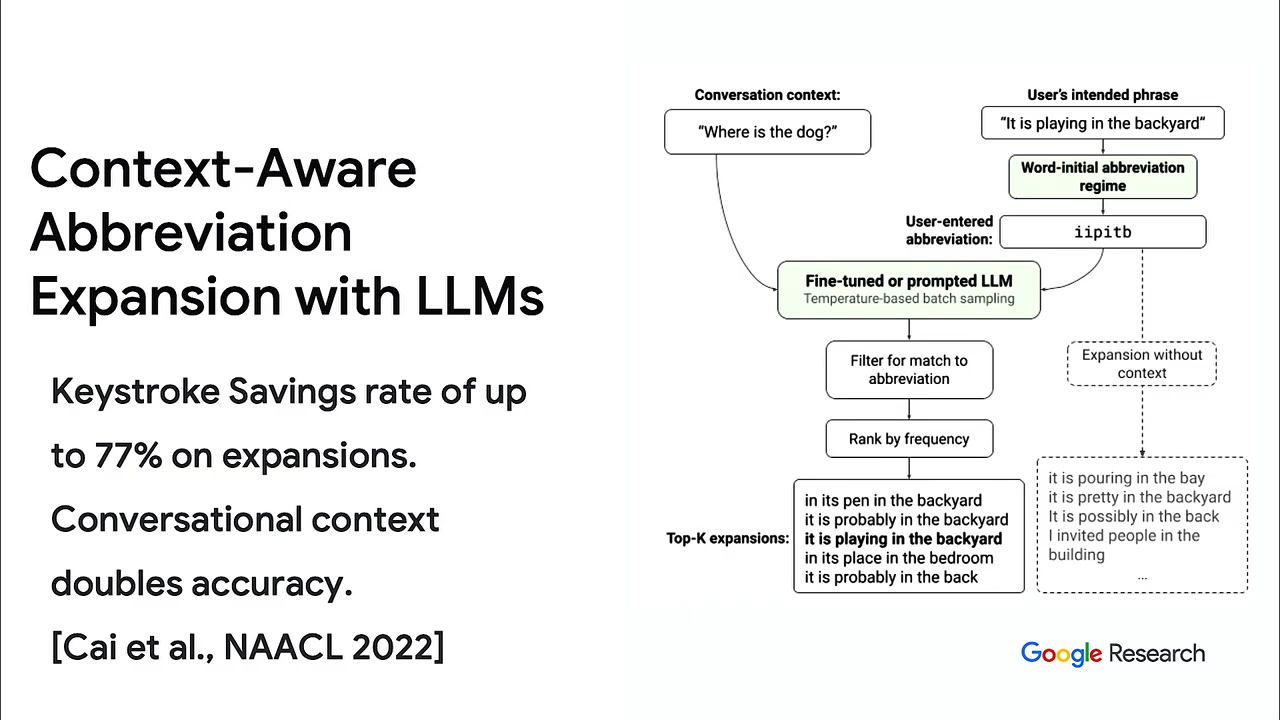 Context-Aware
Abbreviation
Expansion with LLMs
Keystroke Savings rate of up
to 77% on expansions.
Conversational context
doubles accuracy.
[Cai et al., NAACL 2022]
Conversation context:
“Where is the dog?”
User’s intended phrase
“It is playing in the backyard“
Word-initial abbreviation
regime
User-entered
abbreviation:
iipitb
Fine-tuned or prompted LLM
Temperature-based batch sampling
Filter for match to
abbreviation
Expansion without
context
Rank by frequency
Top-K expansions:
in its pen in the backyard
it is probably in the backyard
it is playing in the backyard
in its place in the bedroom
it is probably in the back
it is pouring in the bay
it is pretty in the backyard
It is possibly in the back
I invited people in the
building
...
Google Research